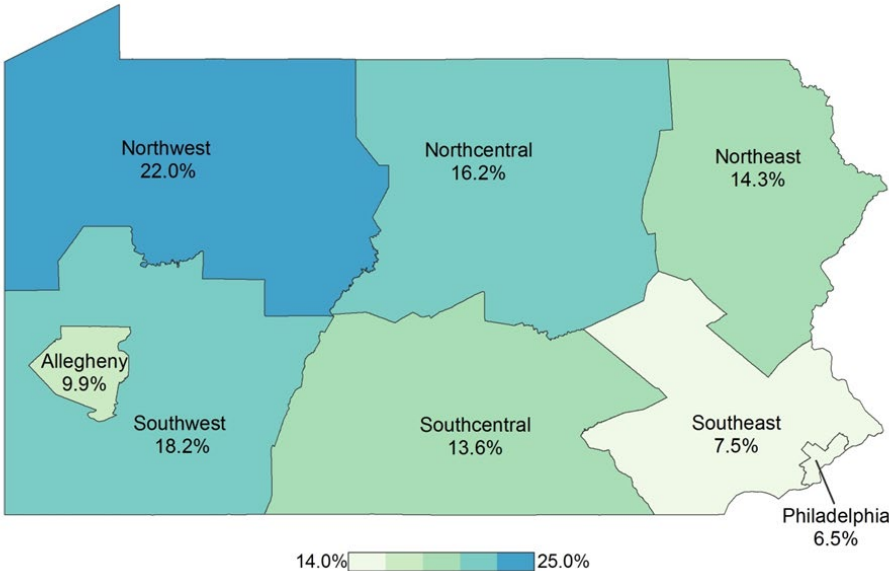 Northwest
22.0%
Northcentral
16.2%
Northeast
14.3%
Allegheny
9.9%
Southwest
18.2%
Southcentral
13.6%
Southeast
7.5%
Philadelphia
6.5%
14.0%
25.0%